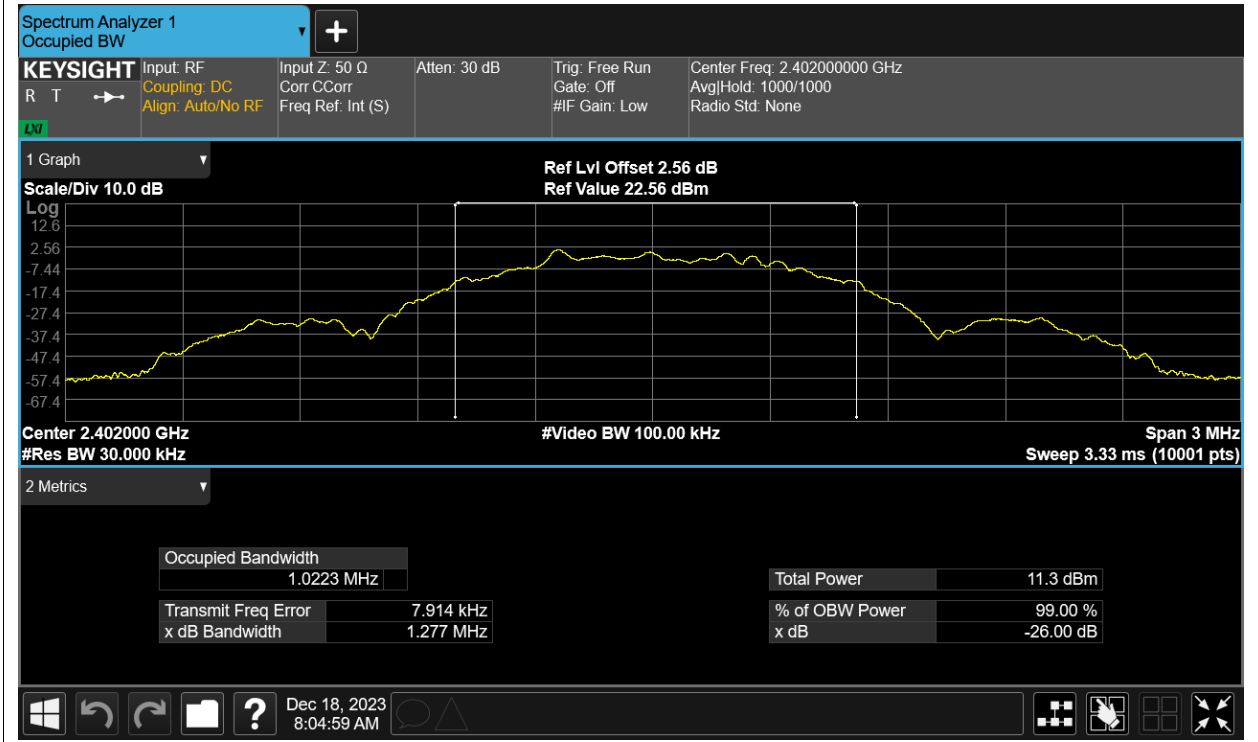 Spectrum Analyzer 1
Occupied BW
KEYSIGHT
R T
LXI
Input: RF
Coupling: DC
Align: Auto/No RF
Input Z: 50 Ω
Corr CCorr
Freq Ref: Int (S)
Atten: 30 dB
Trig: Free Run
Gate: Off
#IF Gain: Low
Center Freq: 2.402000000 GHz
Avg|Hold: 1000/1000
Radio Std: None
1 Graph
Scale/Div 10.0 dB
Ref Lvl Offset 2.56 dB
Ref Value 22.56 dBm
Log
12.6
2.56
-7.44
-17.4
-27.4
-37.4
-47.4
-57.4
-67.4
Center 2.402000 GHz
#Res BW 30.000 kHz
#Video BW 100.00 kHz
Span 3 MHz
Sweep 3.33 ms (10001 pts)
2 Metrics
Occupied Bandwidth
1.0223 MHz
Transmit Freq Error 7.914 kHz
x dB Bandwidth 1.277 MHz
Total Power 11.3 dBm
% of OBW Power 99.00 %
x dB -26.00 dB
?
Dec 18, 2023
8:04:59 AM